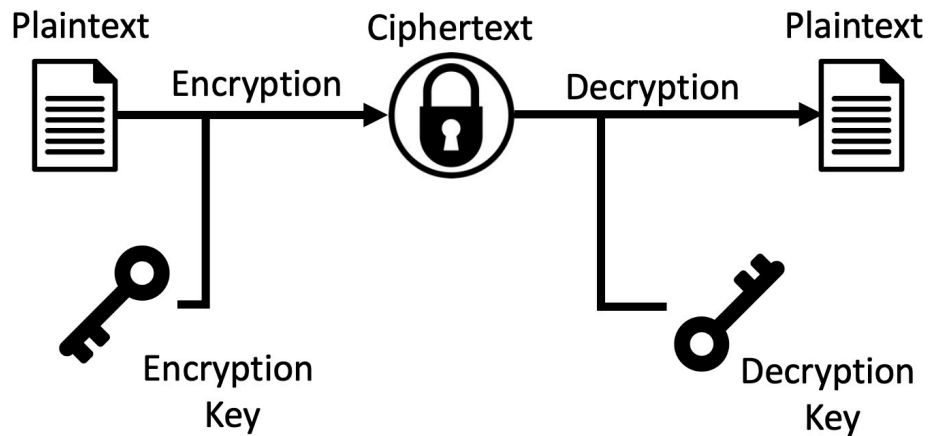 Plaintext
Ciphertext
Plaintext
Encryption
Decryption
Encryption
Key
Decryption
Key